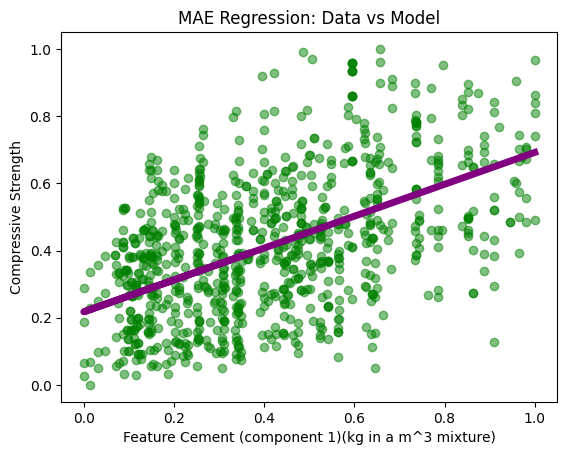 MAE Regression: Data vs Model
1.0
0.8
0.6
0.4
0.2
0.0
Compressive Strength
0.0 0.2 0.4 0.6 0.8 1.0
Feature Cement (component 1)(kg in a m^3 mixture)